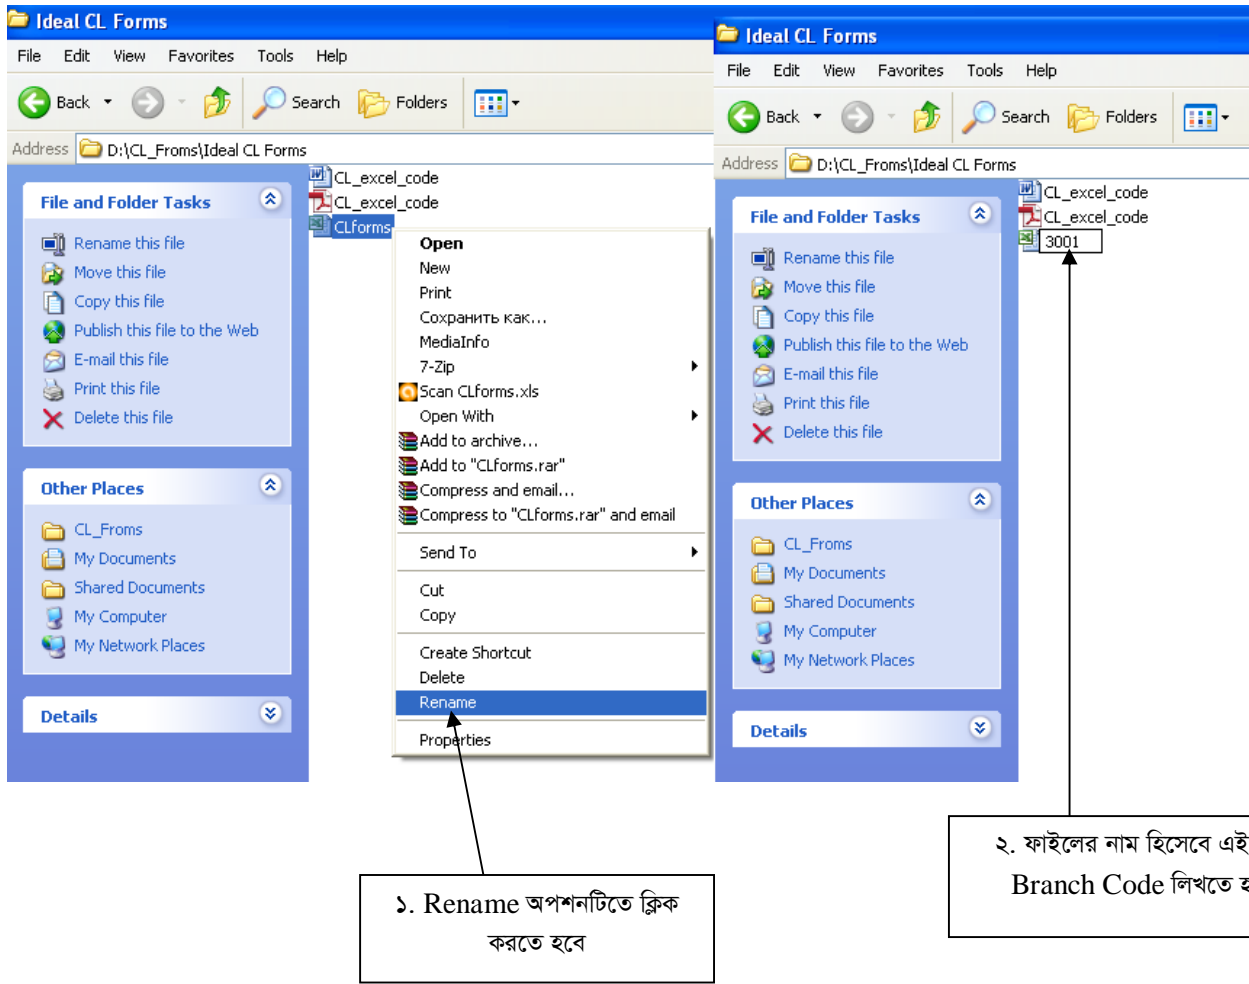 Ideal CL Forms
File Edit View Favorites Tools Help
Back Search Folders
Address D:\CL_Froms\Ideal CL Forms
File and Folder Tasks
Rename this file
Move this file
Copy this file
Publish this file to the Web
E-mail this file
Print this file
Delete this file
Other Places
CL_Froms
My Documents
Shared Documents
My Computer
My Network Places
Details
CL_excel_code
CL_excel_code
CLforms
Open
New
Print
Сохранить как...
MediaInfo
7-Zip
Scan CLforms.xls
Open With
Add to archive...
Add to "CLforms.rar"
Compress and email...
Compress to "CLforms.rar" and email
Send To
Cut
Copy
Create Shortcut
Delete
Rename
Properties
১. Rename অপশনটিতে ক্লিক
করতে হবে
Ideal CL Forms
File Edit View Favorites Tools Help
Back Search Folders
Address D:\CL_Froms\Ideal CL Forms
File and Folder Tasks
Rename this file
Move this file
Copy this file
Publish this file to the Web
E-mail this file
Print this file
Delete this file
Other Places
CL_Froms
My Documents
Shared Documents
My Computer
My Network Places
Details
CL_excel_code
CL_excel_code
3001
২. ফাইলের নাম হিসেবে এই
Branch Code লিখতে